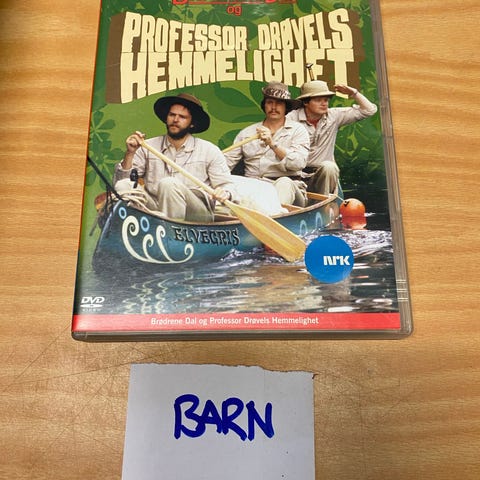 og
PROFESSOR DRØVELS
HEMMELIGHET
ELVEGRIS
NRK
DVD
Brødrene Dal og Professor Drøvels Hemmelighet
BARN